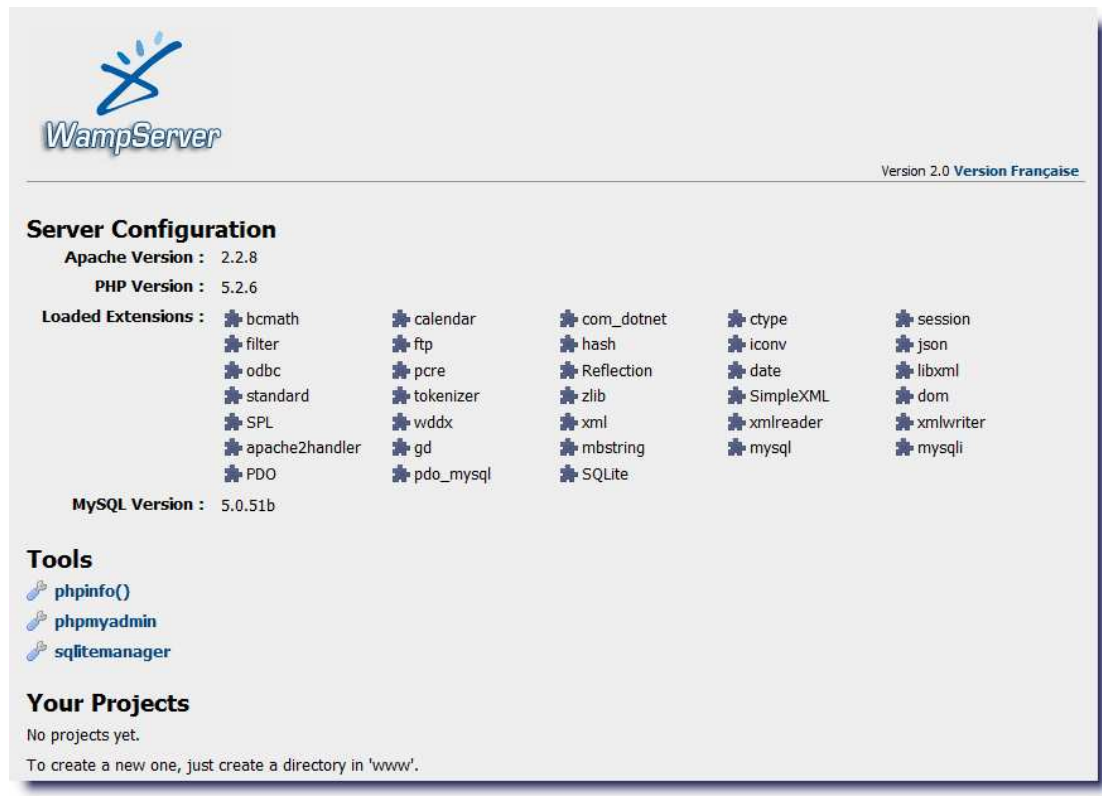 WampServer
Version 2.0 Version Française
Server Configuration
Apache Version : 2.2.8
PHP Version : 5.2.6
Loaded Extensions : bcmath calendar com_dotnet ctype session
filter ftp hash iconv json
odbc pcre Reflection date libxml
standard tokenizer zlib SimpleXML dom
SPL wddx xml xmlreader xmlwriter
apache2handler gd mbstring mysql mysqli
PDO pdo_mysql SQLite
MySQL Version : 5.0.51b
Tools
phpinfo()
phpmyadmin
sqlitemanager
Your Projects
No projects yet.
To create a new one, just create a directory in 'www'.